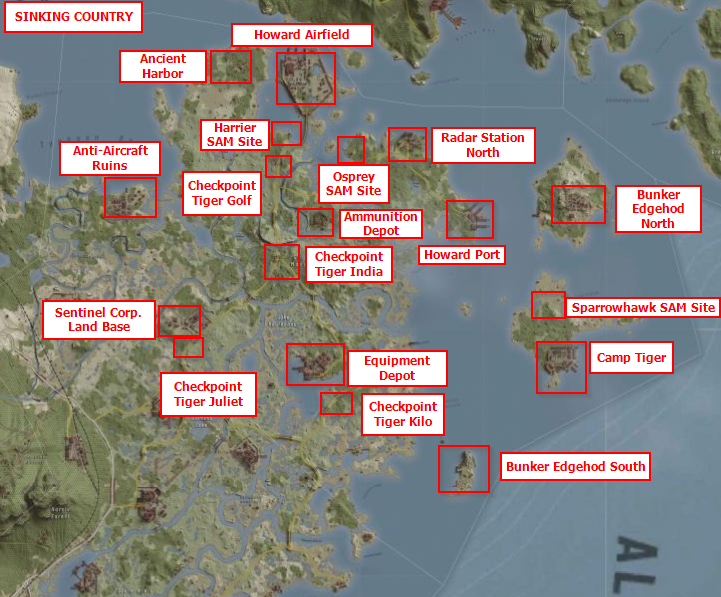 SINKING COUNTRY
Howard Airfield
Ancient
Harbor
Harrier
SAM Site
Radar Station
North
Anti-Aircraft
Ruins
Osprey
SAM Site
Checkpoint
Tiger Golf
Bunker
Edgehod
North
Ammunition
Depot
Howard Port
Checkpoint
Tiger India
Sparrowhawk SAM Site
Sentinel Corp.
Land Base
Camp Tiger
Equipment
Depot
Checkpoint
Tiger Juliet
Checkpoint
Tiger Kilo
Bunker Edgehod South
AL